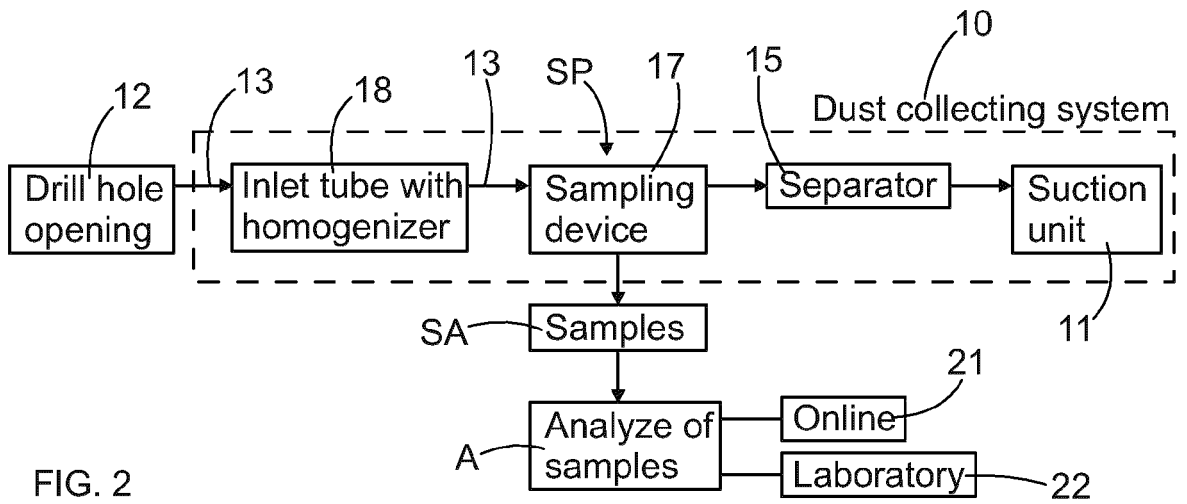 10
12
13
18
13
SP
17
15
Dust collecting system
Drill hole
opening
Inlet tube with
homogenizer
Sampling
device
Separator
Suction
unit
SA
Samples
11
21
A
Analyze of
samples
Online
Laboratory
22
FIG. 2